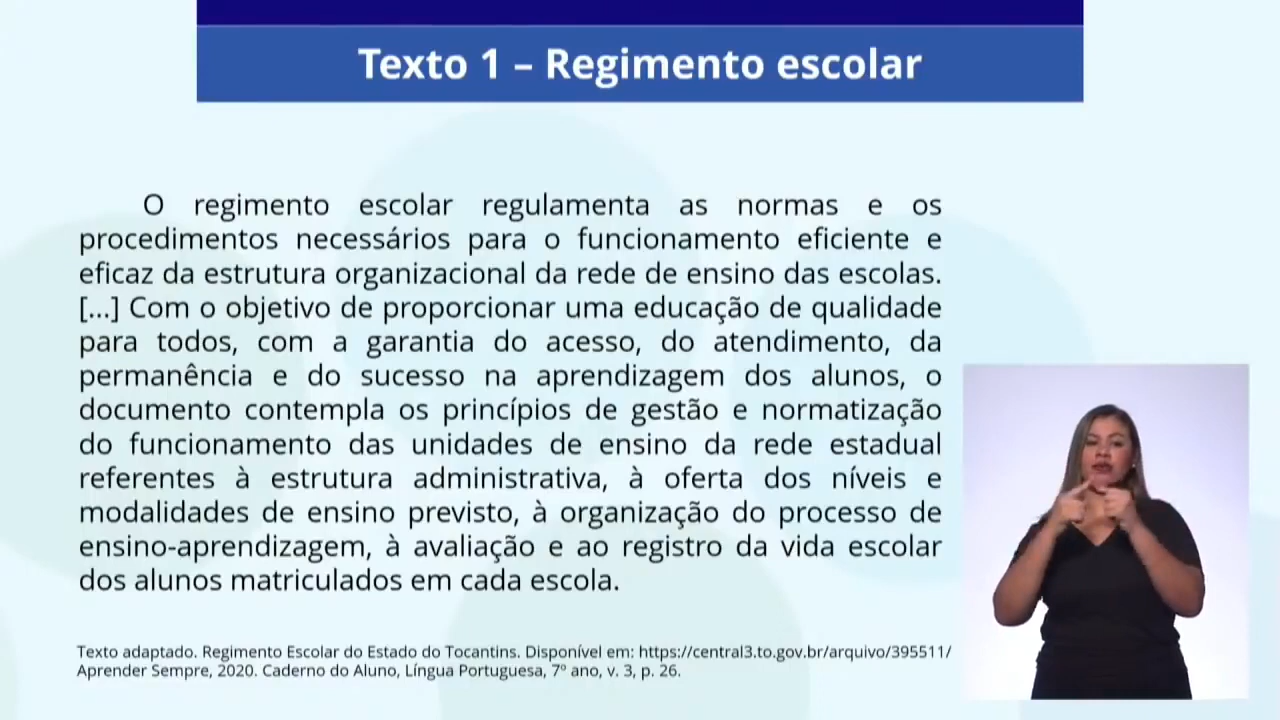 Texto 1 – Regimento escolar
O regimento escolar regulamenta as normas e os
procedimentos necessários para o funcionamento eficiente e
eficaz da estrutura organizacional da rede de ensino das escolas.
[...] Com o objetivo de proporcionar uma educação de qualidade
para todos, com a garantia do acesso, do atendimento, da
permanência e do sucesso na aprendizagem dos alunos, o
documento contempla os princípios de gestão e normatização
do funcionamento das unidades de ensino da rede estadual
referentes à estrutura administrativa, à oferta dos níveis e
modalidades de ensino previsto, à organização do processo de
ensino-aprendizagem, à avaliação e ao registro da vida escolar
dos alunos matriculados em cada escola.
Texto adaptado. Regimento Escolar do Estado do Tocantins. Disponível em: https://central3.to.gov.br/arquivo/395511/
Aprender Sempre, 2020. Caderno do Aluno, Língua Portuguesa, 7º ano, v. 3, p. 26.